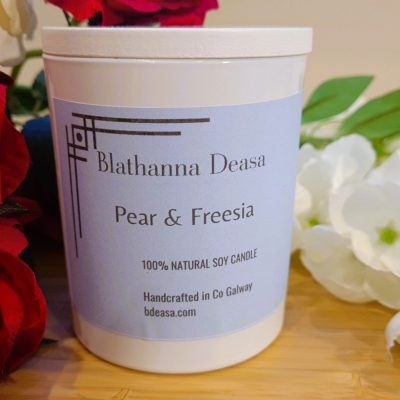 Blathanna Deasa
Pear & Freesia
100% NATURAL SOY CANDLE
Handcrafted in Co Galway
bdeasa.com